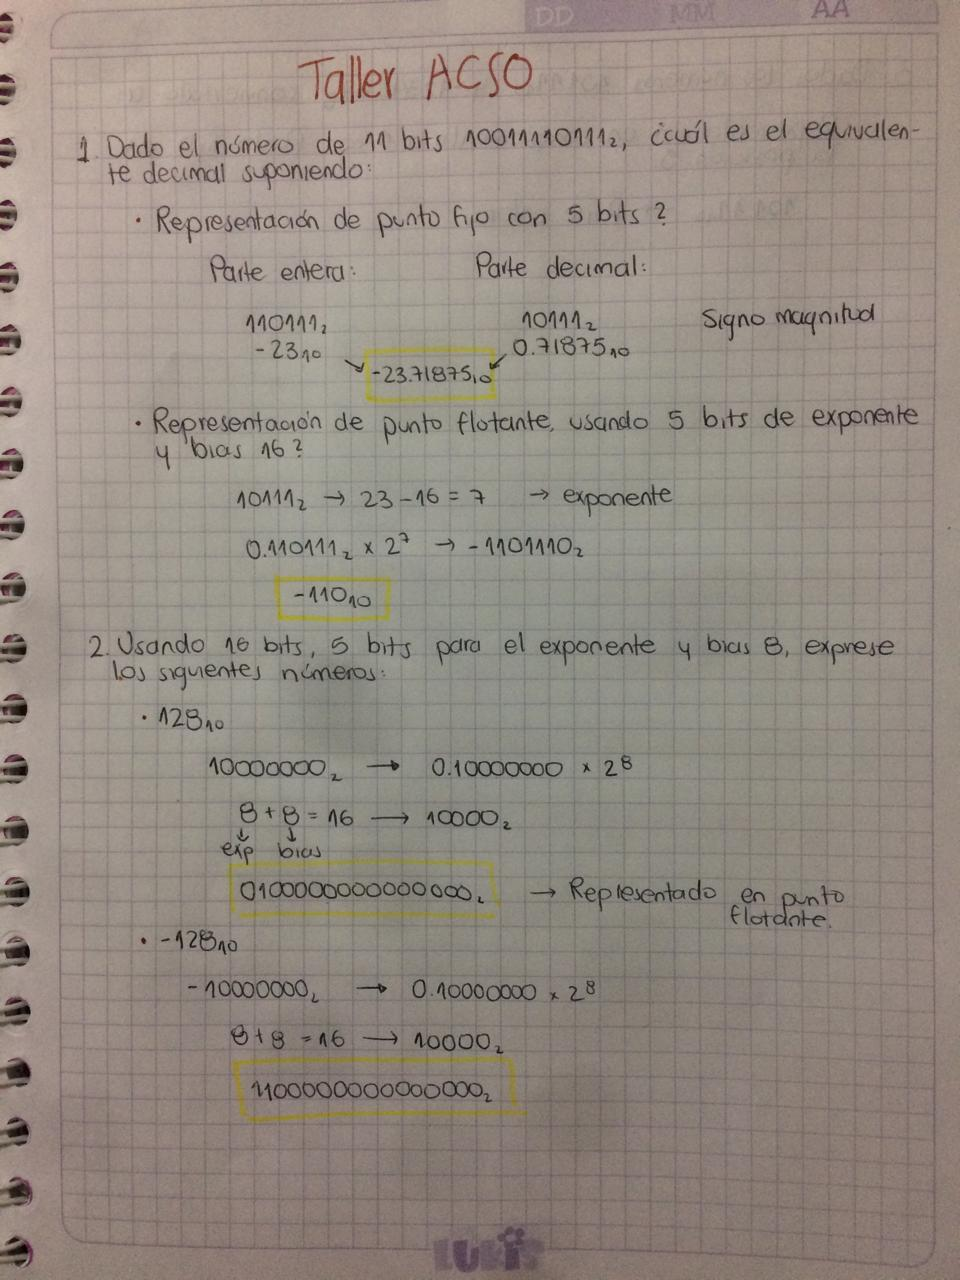 DD MM AA
Taller ACSO
1. Dado el número de 11 bits 10011110111₂, ¿cuál es el equivalen-
te decimal suponiendo:
• Representación de punto fijo con 5 bits?
Parte entera: Parte decimal:
110111₂ 10111₂ Signo magnitud
-23₁₀ 0.71875₁₀
-23.71875₁₀
• Representación de punto flotante, usando 5 bits de exponente
y bias 16?
10111₂ → 23-16 = 7 → exponente
0.110111₂ × 2⁷ → -1101110₂
-110₁₀
2. Usando 16 bits, 5 bits para el exponente y bias 8, exprese
los siguientes números:
• 128₁₀
10000000₂ → 0.10000000 × 2⁸
8 + 8 = 16 → 10000₂
exp bias
0100000000000000₂ → Representado en punto
flotante.
• -128₁₀
-10000000₂ → 0.10000000 × 2⁸
8+8 = 16 → 10000₂
1100000000000000₂
LUKIS